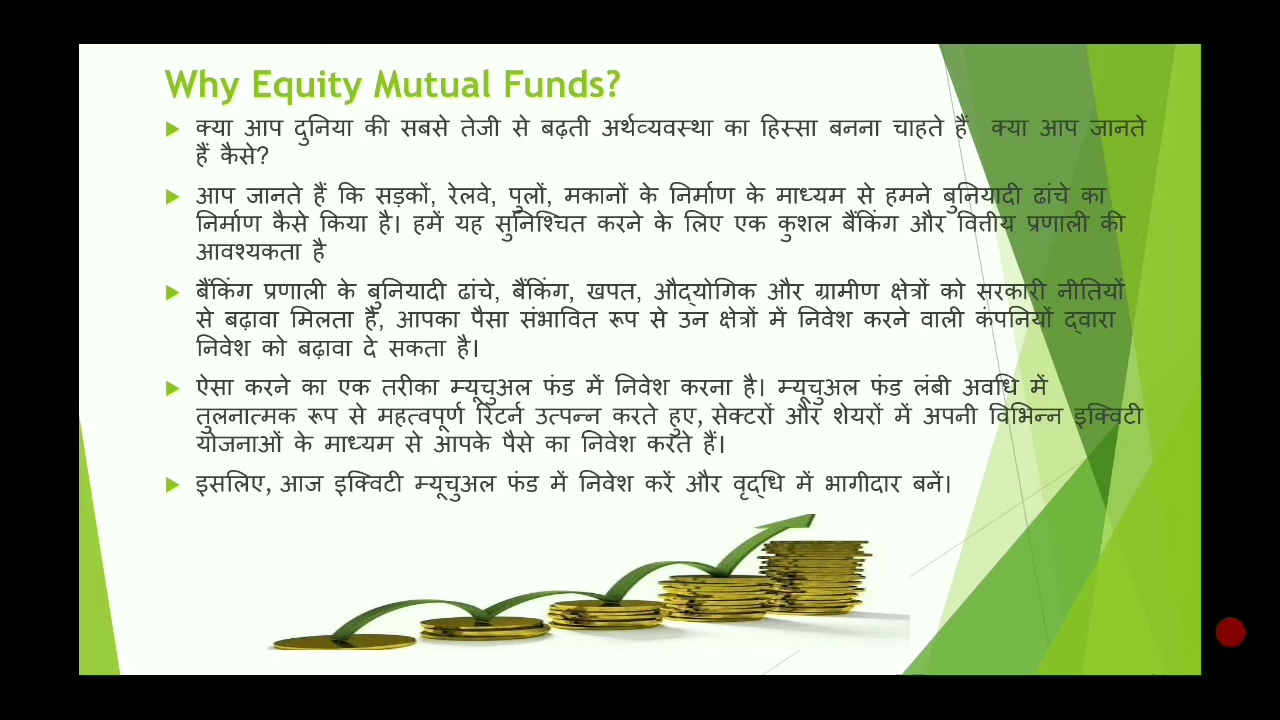 Why Equity Mutual Funds?
क्या आप दुनिया की सबसे तेजी से बढ़ती अर्थव्यवस्था का हिस्सा बनना चाहते हैं क्या आप जानते
हैं कैसे?
आप जानते हैं कि सड़कों, रेलवे, पुलों, मकानों के निर्माण के माध्यम से हमने बुनियादी ढांचे का
निर्माण कैसे किया है। हमें यह सुनिश्चित करने के लिए एक कुशल बैंकिंग और वित्तीय प्रणाली की
आवश्यकता है
बैंकिंग प्रणाली के बुनियादी ढांचे, बैंकिंग, खपत, औद्योगिक और ग्रामीण क्षेत्रों को सरकारी नीतियों
से बढ़ावा मिलता है, आपका पैसा संभावित रूप से उन क्षेत्रों में निवेश करने वाली कंपनियों द्वारा
निवेश को बढ़ावा दे सकता है।
ऐसा करने का एक तरीका म्यूचुअल फंड में निवेश करना है। म्यूचुअल फंड लंबी अवधि में
तुलनात्मक रूप से महत्वपूर्ण रिटर्न उत्पन्न करते हुए, सेक्टरों और शेयरों में अपनी विभिन्न इक्विटी
योजनाओं के माध्यम से आपके पैसे का निवेश करते हैं।
इसलिए, आज इक्विटी म्यूचुअल फंड में निवेश करें और वृद्धि में भागीदार बनें।